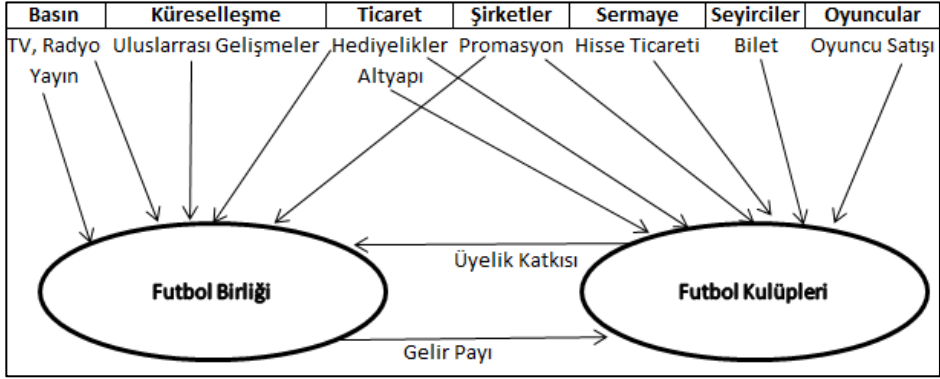 Basın Küreselleşme Ticaret Şirketler Sermaye Seyirciler Oyuncular
TV, Radyo Uluslarrası Gelişmeler Hediyelikler Promasyon Hisse Ticareti Bilet Oyuncu Satışı
Yayın Altyapı
Üyelik Katkısı
Futbol Birliği Futbol Kulüpleri
Gelir Payı